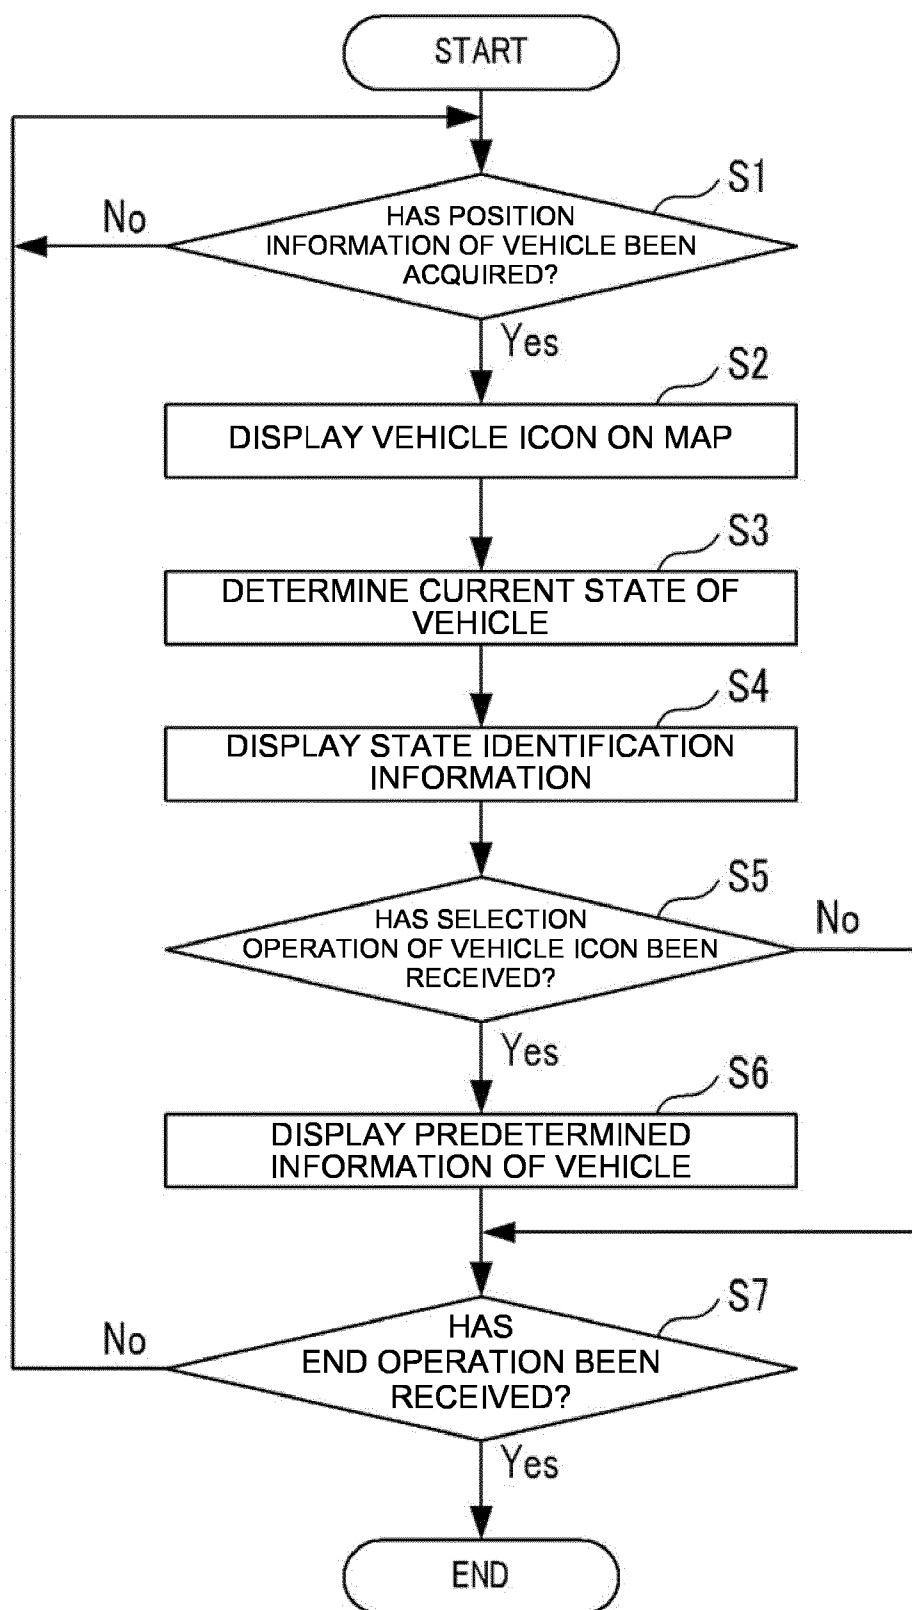 START
S1
HAS POSITION
INFORMATION OF VEHICLE BEEN
ACQUIRED?
No
Yes
S2
DISPLAY VEHICLE ICON ON MAP
S3
DETERMINE CURRENT STATE OF
VEHICLE
S4
DISPLAY STATE IDENTIFICATION
INFORMATION
S5
HAS SELECTION
OPERATION OF VEHICLE ICON BEEN
RECEIVED?
No
Yes
S6
DISPLAY PREDETERMINED
INFORMATION OF VEHICLE
S7
HAS
END OPERATION BEEN
RECEIVED?
No
Yes
END